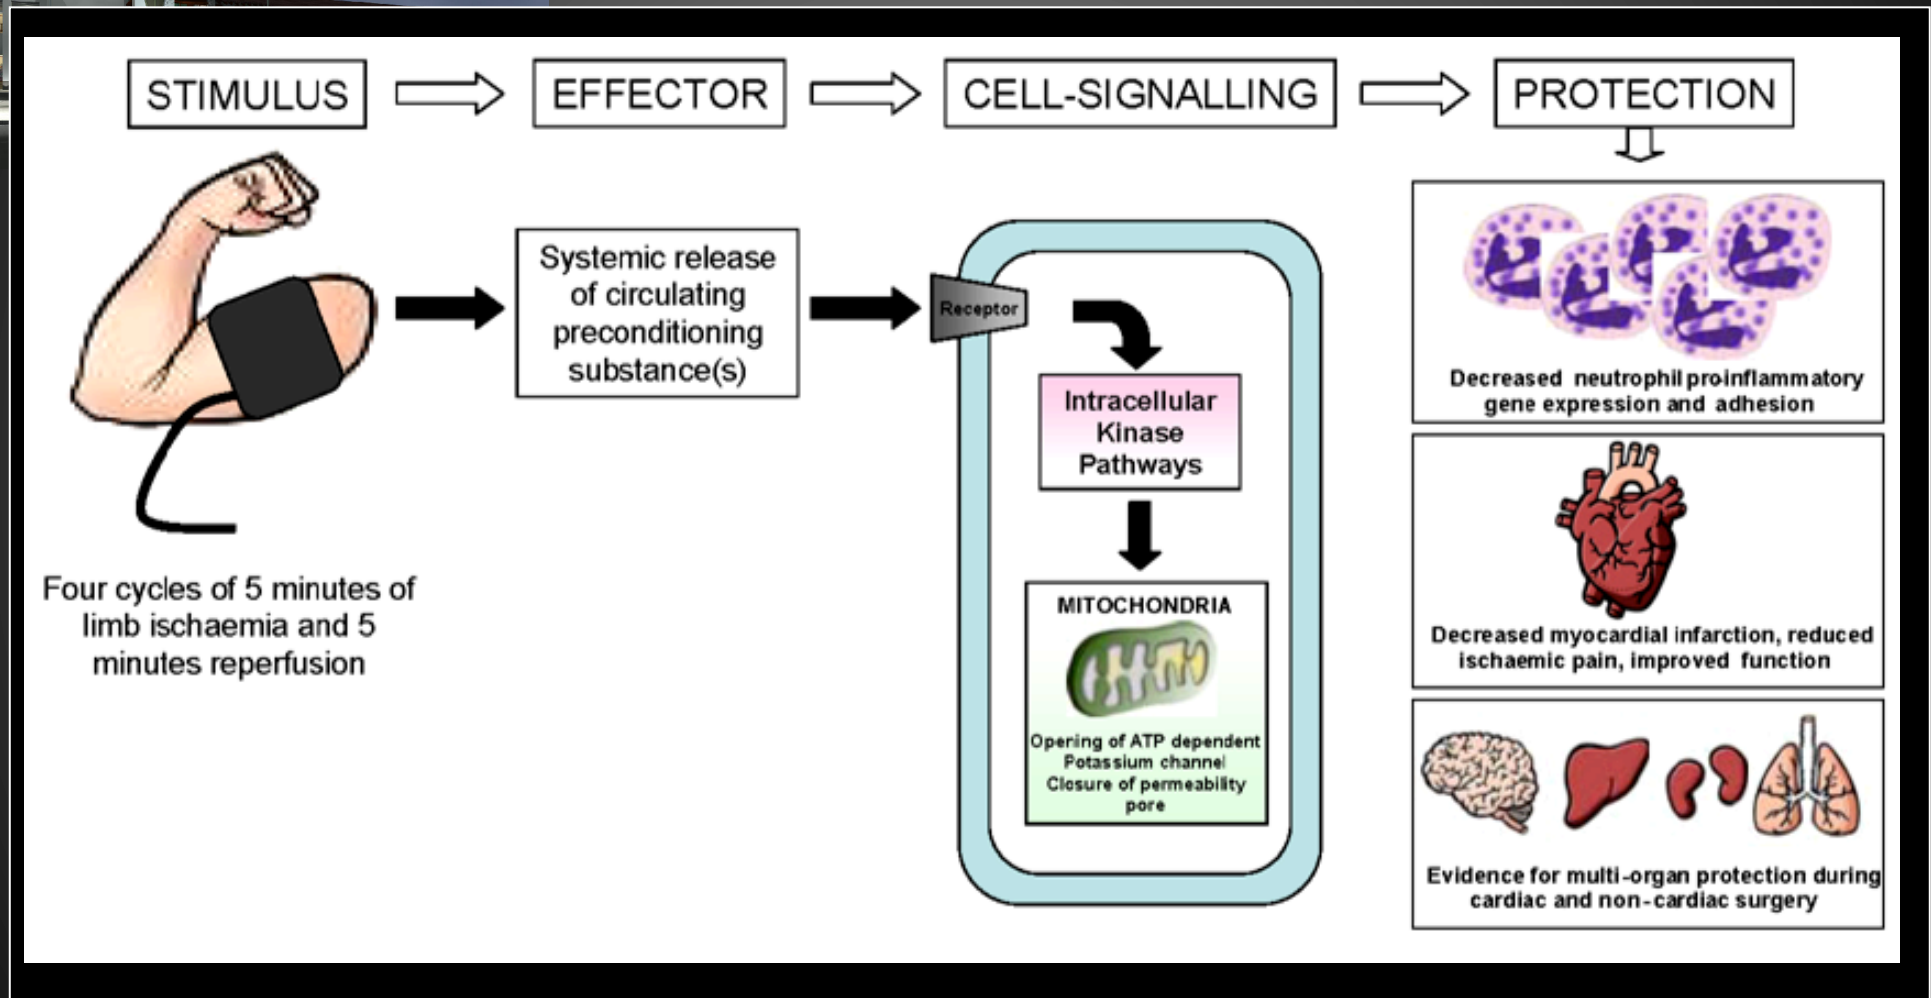 STIMULUS
EFFECTOR
CELL-SIGNALLING
PROTECTION
Four cycles of 5 minutes of
limb ischaemia and 5
minutes reperfusion
Systemic release
of circulating
preconditioning
substance(s)
Receptor
Intracellular
Kinase
Pathways
MITOCHONDRIA
Opening of ATP dependent
Potassium channel
Closure of permeability
pore
Decreased neutrophil proinflammatory
gene expression and adhesion
Decreased myocardial infarction, reduced
ischaemic pain, improved function
Evidence for multi-organ protection during
cardiac and non-cardiac surgery